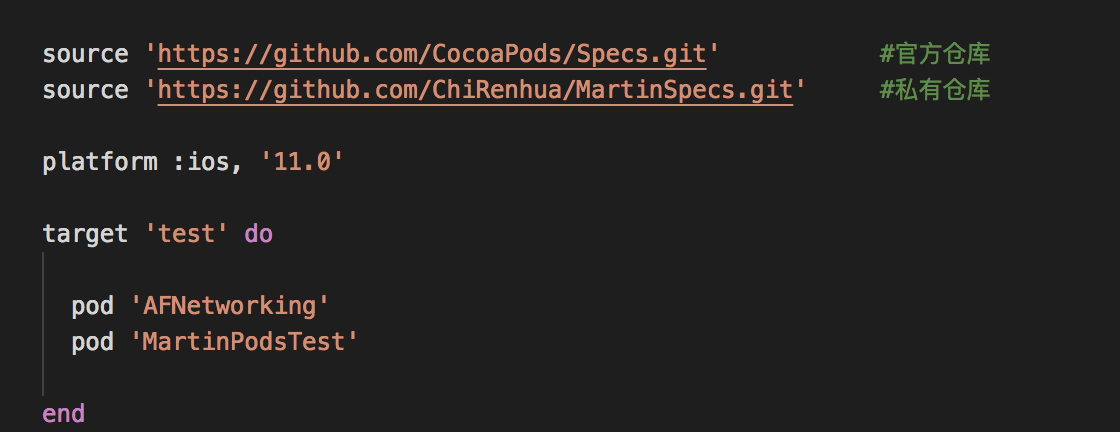 source 'https://github.com/CocoaPods/Specs.git' #官方仓库
source 'https://github.com/ChiRenhua/MartinSpecs.git' #私有仓库
platform :ios, '11.0'
target 'test' do
pod 'AFNetworking'
pod 'MartinPodsTest'
end